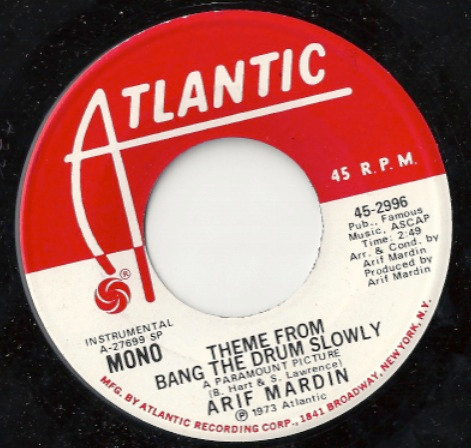 ATLANTIC
45 R.P.M.
45-2996
Pub., Famous
Music, ASCAP
Time: 2:49
Arr. & Cond. by
Arif Mardin
Produced by
Arif Mardin
®
INSTRUMENTAL
A-27699 SP
MONO
THEME FROM
BANG THE DRUM SLOWLY
A PARAMOUNT PICTURE
(B. Hart & S. Lawrence)
ARIF MARDIN
℗ 1973 Atlantic
MFG. BY ATLANTIC RECORDING CORP., 1841 BROADWAY, NEW YORK, N.Y.